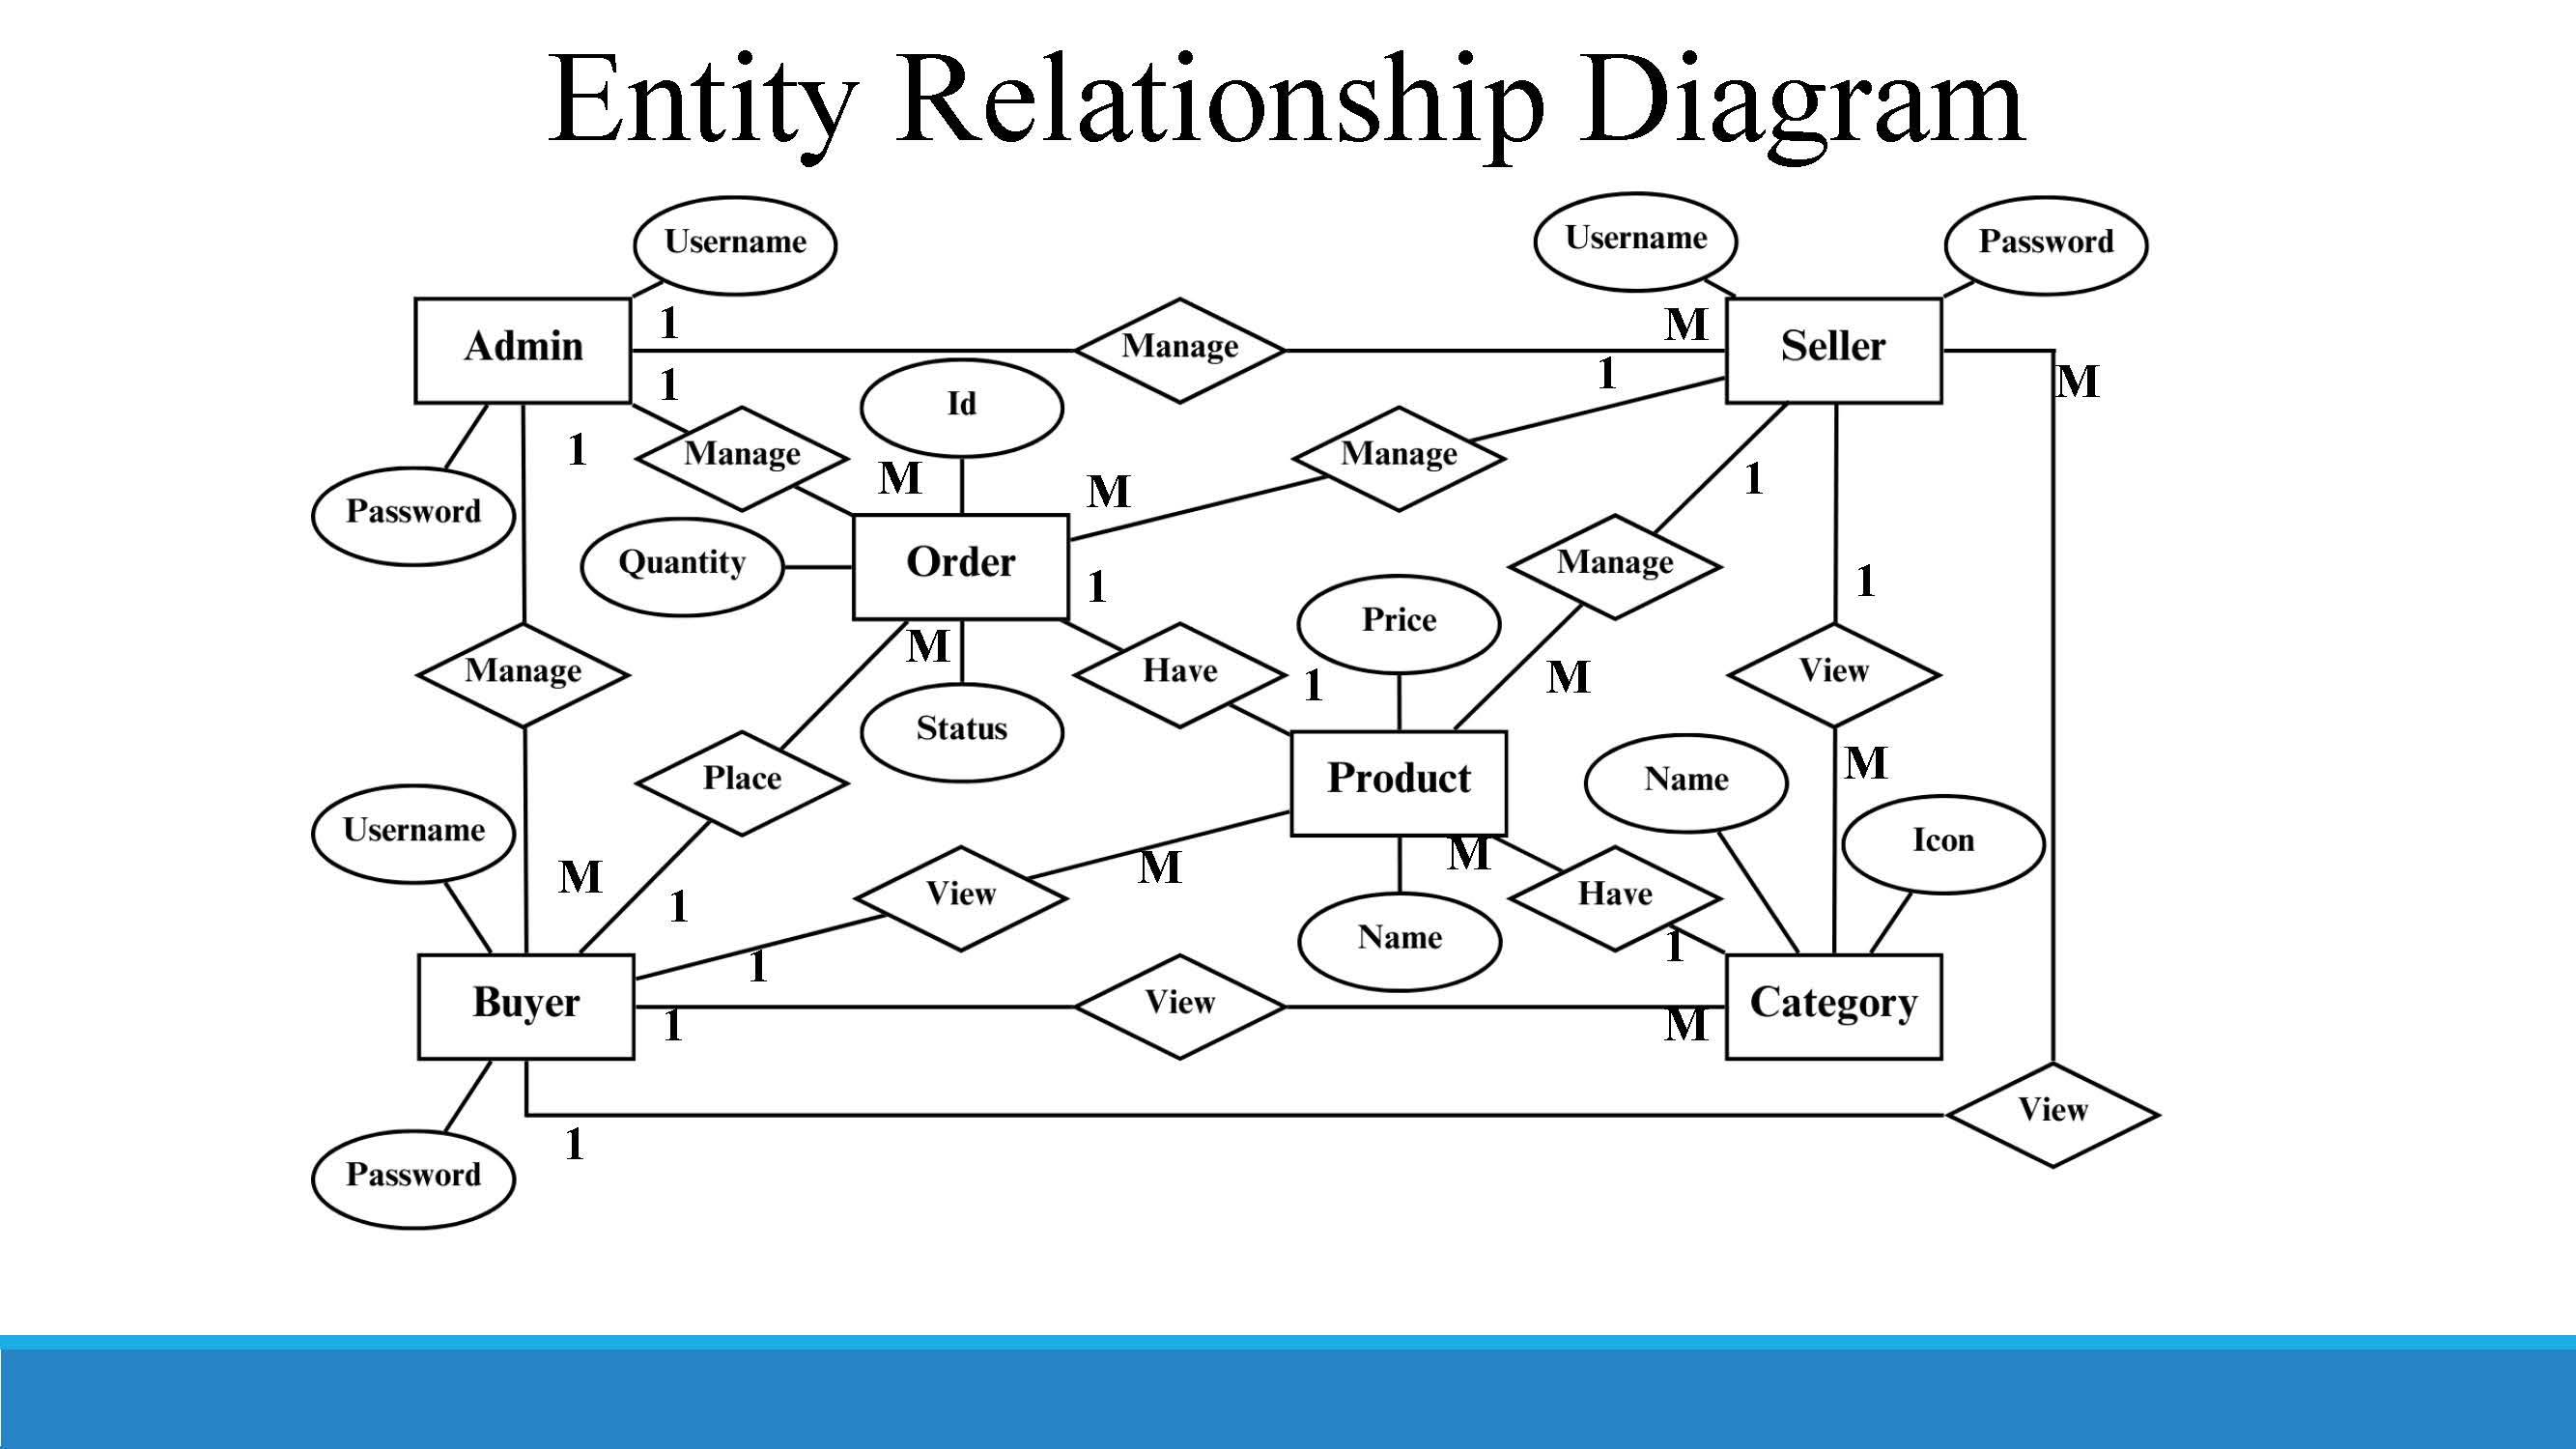 Entity Relationship Diagram
Username
Username
Password
Admin
1
Manage
M
Seller
1
1
M
Id
1
Manage
M
Manage
M
1
Password
Quantity
Order
1
Manage
1
Price
M
M
Manage
Have
1
View
Status
Place
Product
Name
M
Username
Icon
M
1
View
M
M
Have
Name
1
1
Buyer
1
View
M
Category
View
1
Password